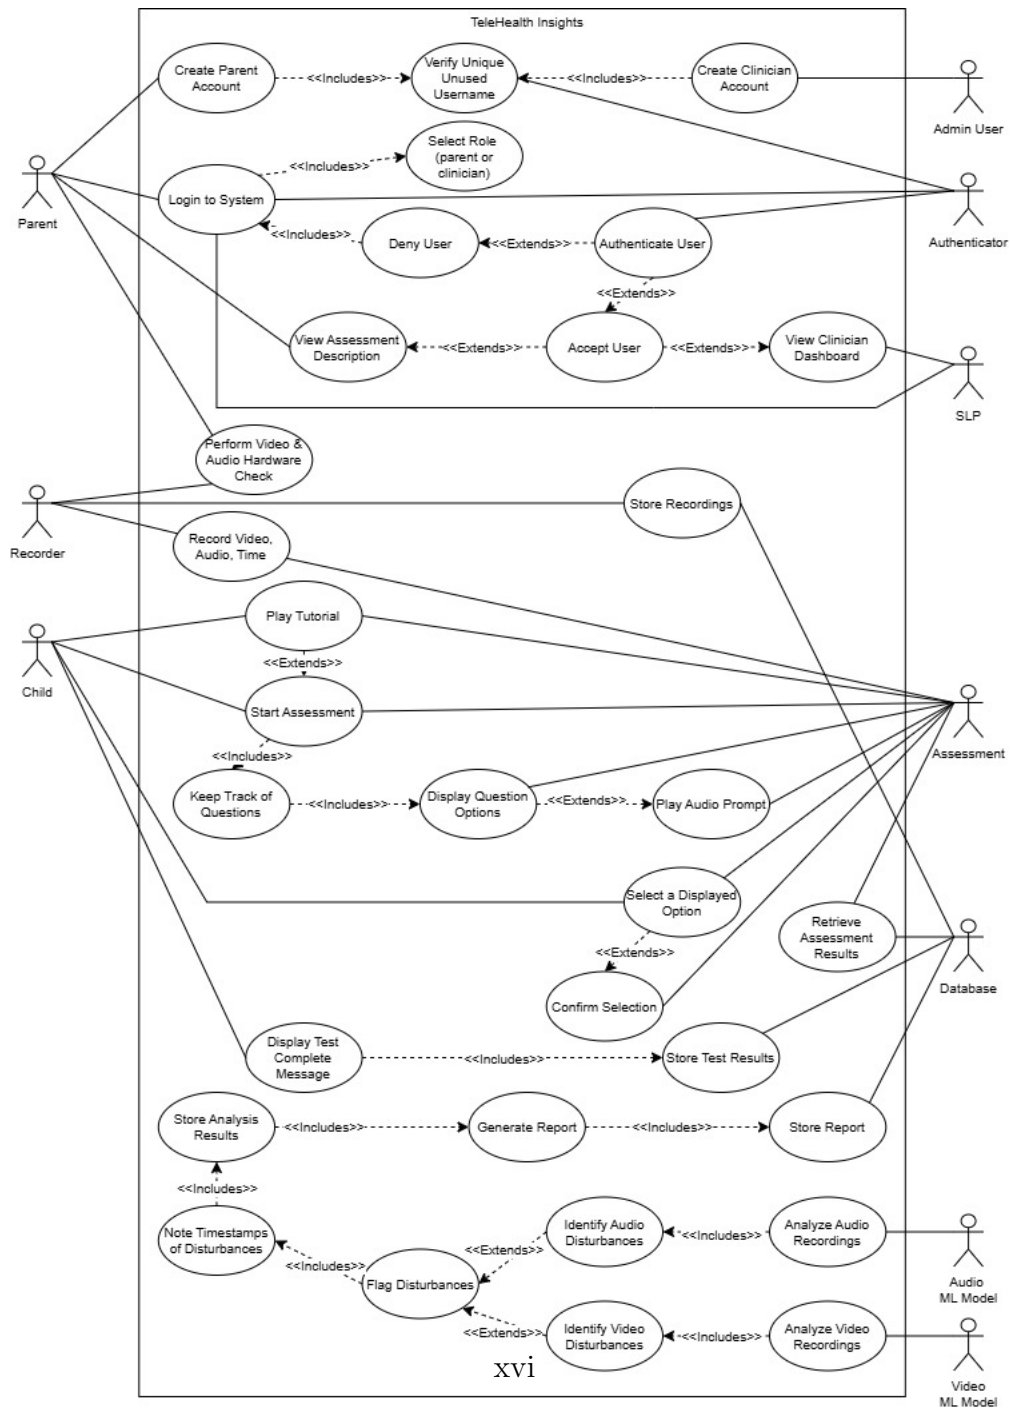 TeleHealth Insights
Create Parent
Account
<<Includes>>
Verify Unique
Unused
Username
<<Includes>>
Create Clinician
Account
Admin User
Select Role
(parent or
clinician)
<<Includes>>
Parent
Login to System
Authenticator
<<Includes>>
Deny User
<<Extends>>
Authenticate User
<<Extends>>
View Assessment
Description
<<Extends>>
Accept User
<<Extends>>
View Clinician
Dashboard
SLP
Perform Video &
Audio Hardware
Check
Recorder
Store Recordings
Record Video,
Audio, Time
Play Tutorial
<<Extends>>
Child
Start Assessment
Assessment
<<Includes>>
Keep Track of
Questions
<<Includes>>
Display Question
Options
<<Extends>>
Play Audio Prompt
Select a Displayed
Option
<<Extends>>
Retrieve
Assessment
Results
Database
Confirm Selection
Display Test
Complete
Message
<<Includes>>
Store Test Results
Store Analysis
Results
<<Includes>>
Generate Report
<<Includes>>
Store Report
<<Includes>>
Note Timestamps
of Disturbances
<<Includes>>
Flag Disturbances
<<Extends>>
Identify Audio
Disturbances
<<Includes>>
Analyze Audio
Recordings
Audio
ML Model
<<Extends>>
Identify Video
Disturbances
<<Includes>>
Analyze Video
Recordings
Video
ML Model
xvi